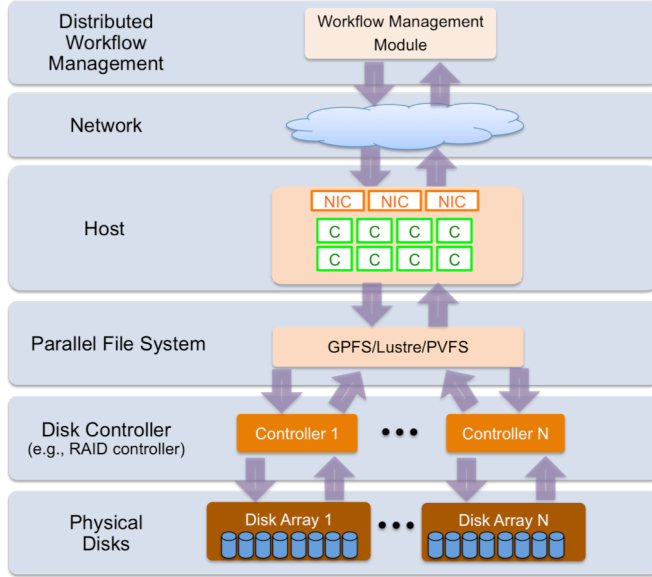 Distributed
Workflow
Management
Workflow Management
Module
Network
Host
NIC NIC NIC
C C C C
C C C C
Parallel File System
GPFS/Lustre/PVFS
Disk Controller
(e.g., RAID controller)
Controller 1
Controller N
Physical
Disks
Disk Array 1
Disk Array N